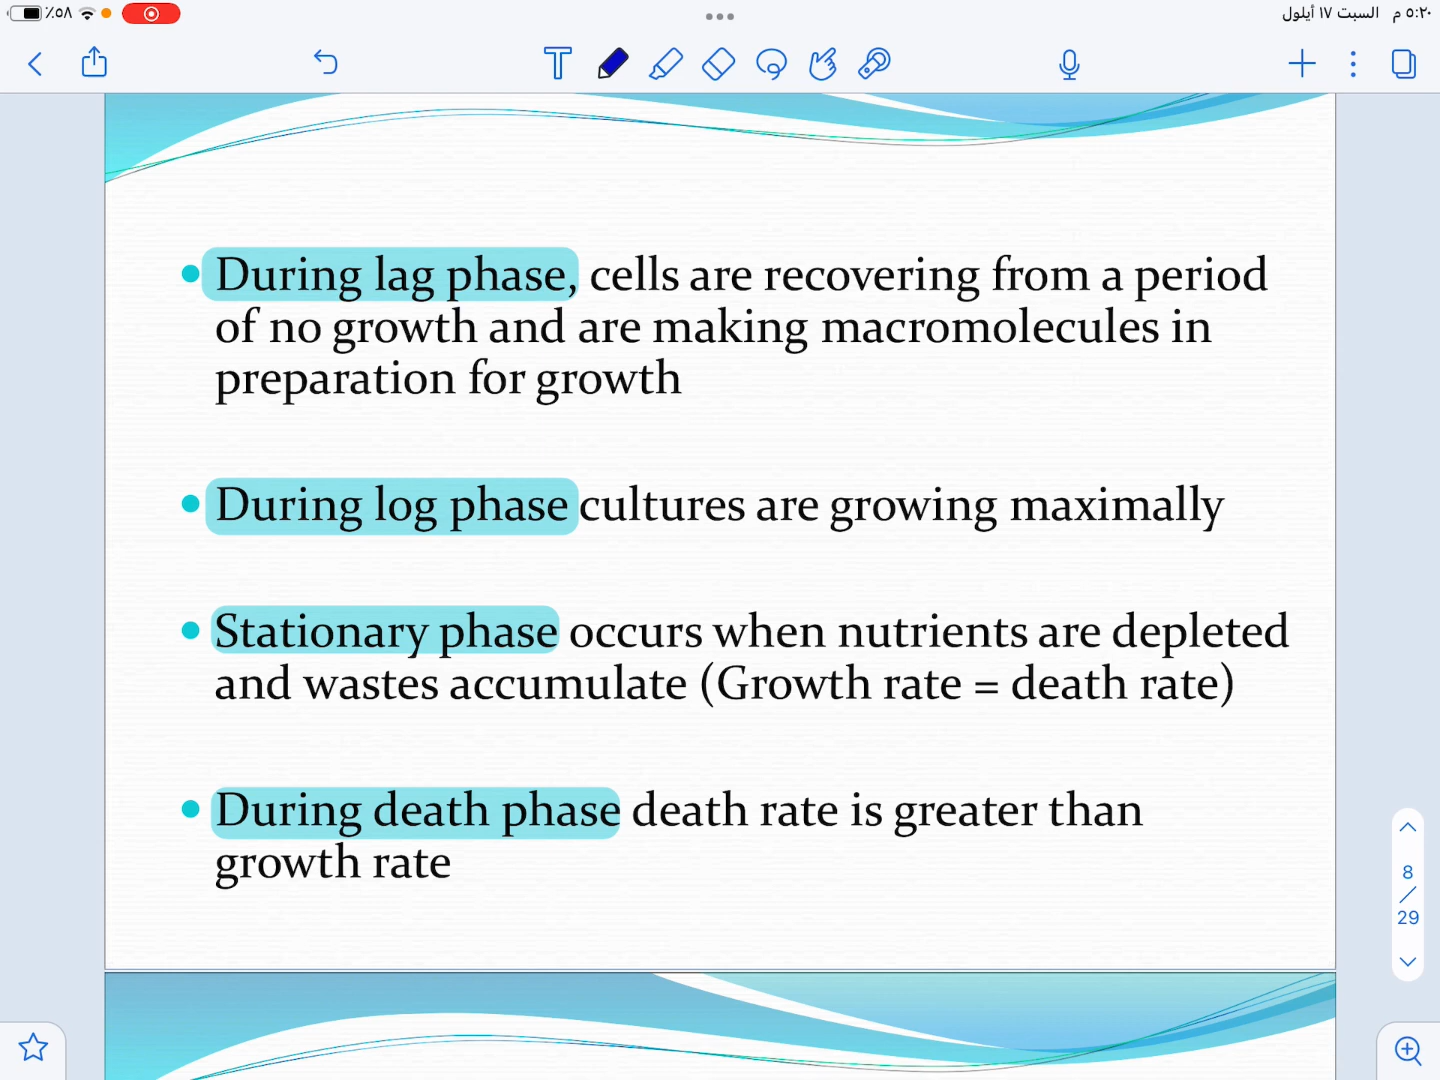 ٥:٢٠ م السبت ١٧ أيلول
٪٥٨
• During lag phase, cells are recovering from a period
of no growth and are making macromolecules in
preparation for growth
• During log phase cultures are growing maximally
• Stationary phase occurs when nutrients are depleted
and wastes accumulate (Growth rate = death rate)
• During death phase death rate is greater than
growth rate
8
/
29